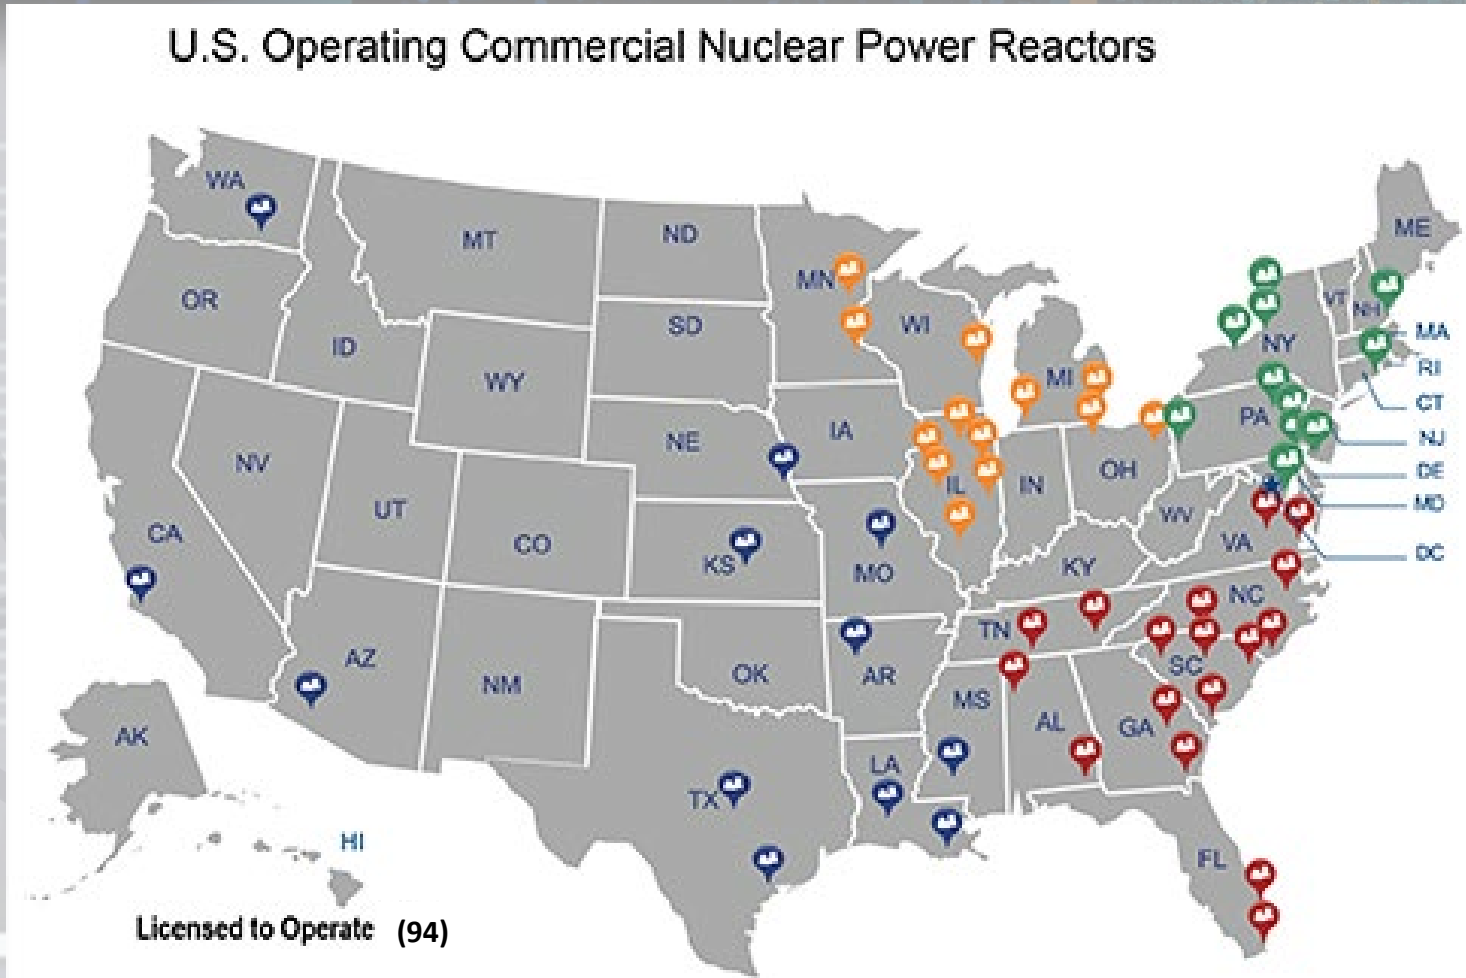 U.S. Operating Commercial Nuclear Power Reactors
WA
MT
ND
MN
ME
OR
ID
SD
WI
VT
NH
NY
MA
WY
MI
RI
CT
NV
NE
IA
PA
NJ
UT
CO
IL
IN
OH
DE
CA
KS
MO
WV
MD
VA
DC
KY
AZ
NM
OK
AR
TN
NC
SC
MS
AL
GA
AK
TX
LA
HI
FL
Licensed to Operate (94)